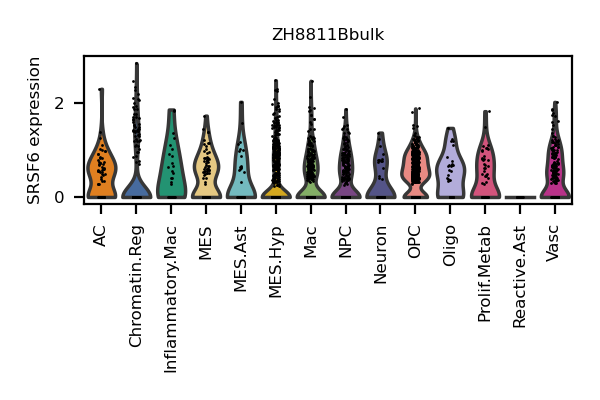 ZH8811Bbulk
SRSF6 expression
2
0
AC
Chromatin.Reg
Inflammatory.Mac
MES
MES.Ast
MES.Hyp
Mac
NPC
Neuron
OPC
Oligo
Prolif.Metab
Reactive.Ast
Vasc